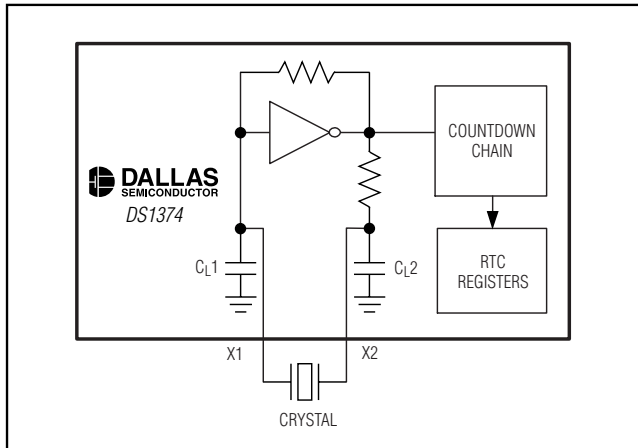 COUNTDOWN
CHAIN
DALLAS
SEMICONDUCTOR
DS1374
CL1
CL2
RTC
REGISTERS
X1
X2
CRYSTAL